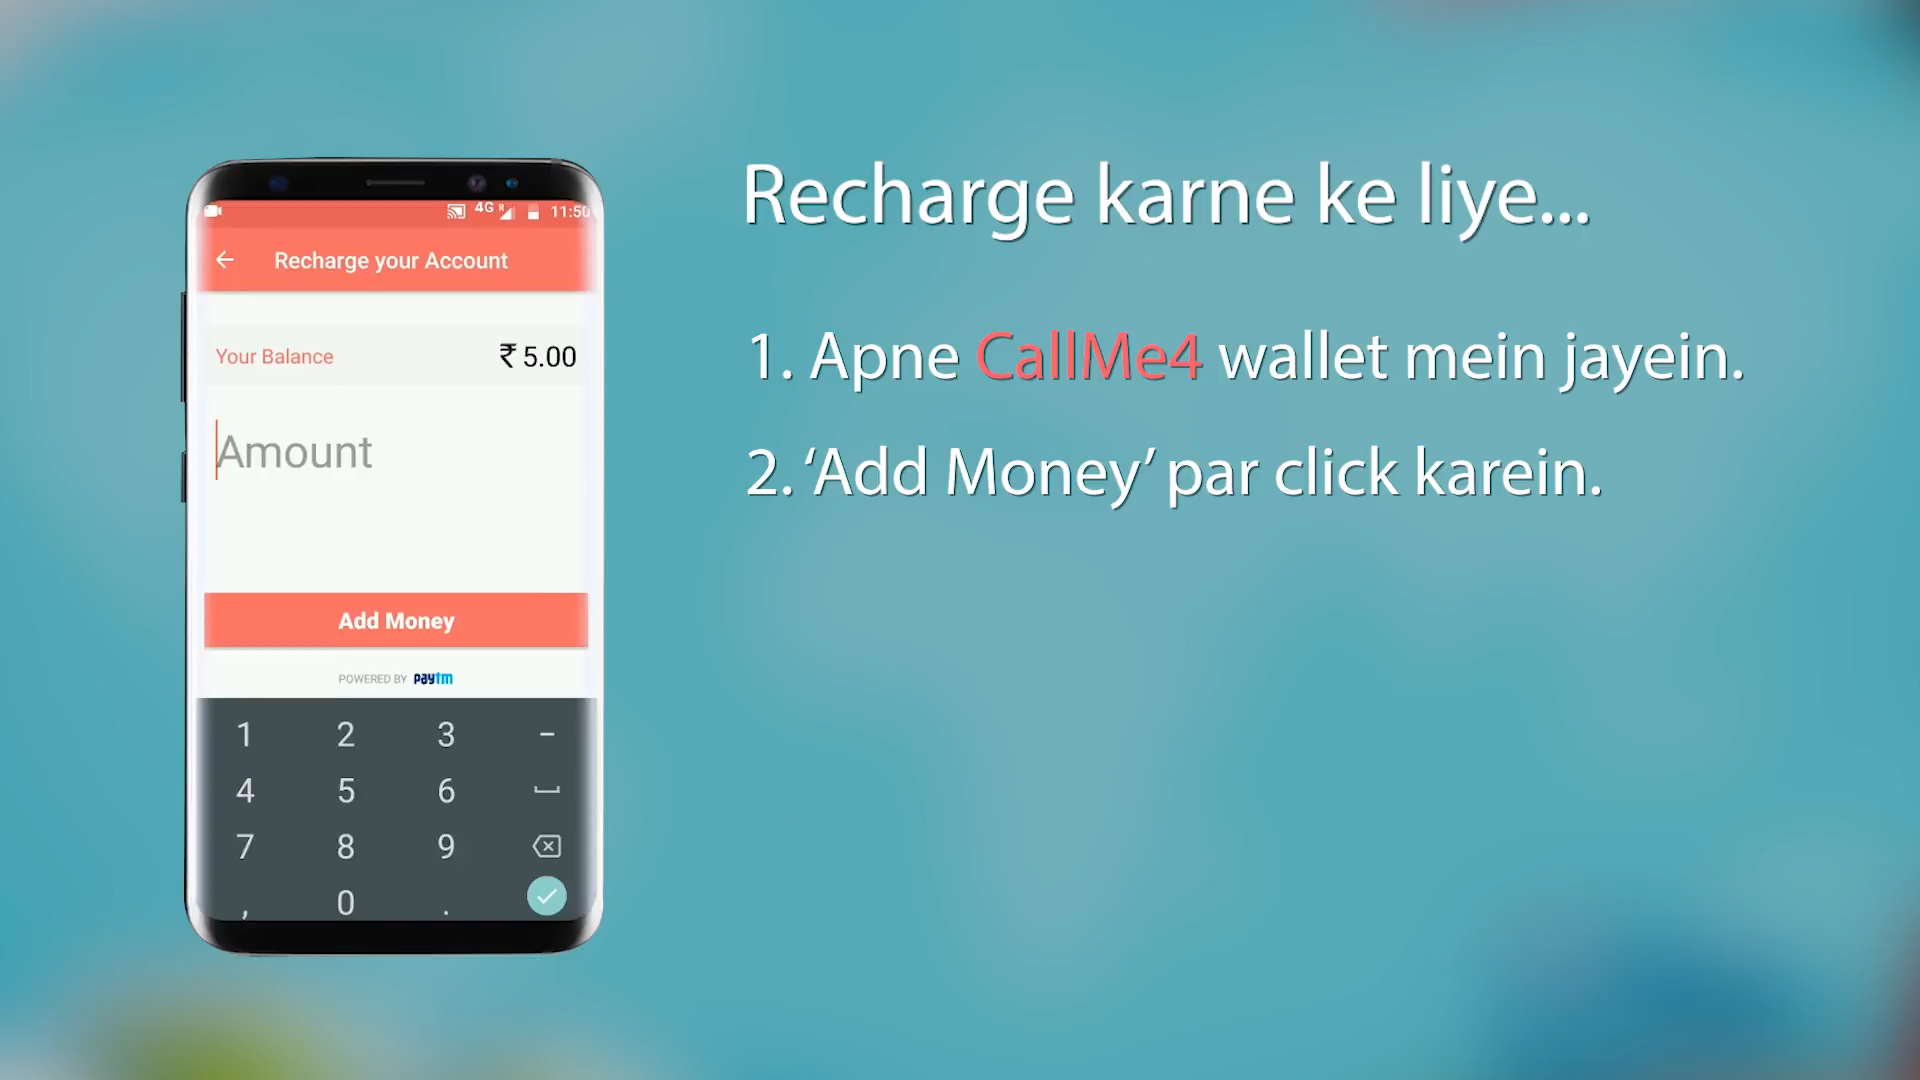 4G R 11:50
Recharge your Account
Your Balance ₹ 5.00
Amount
Add Money
POWERED BY paytm
1 2 3 –
4 5 6
7 8 9
, 0 .
Recharge karne ke liye...
1. Apne CallMe4 wallet mein jayein.
2. ‘Add Money’ par click karein.